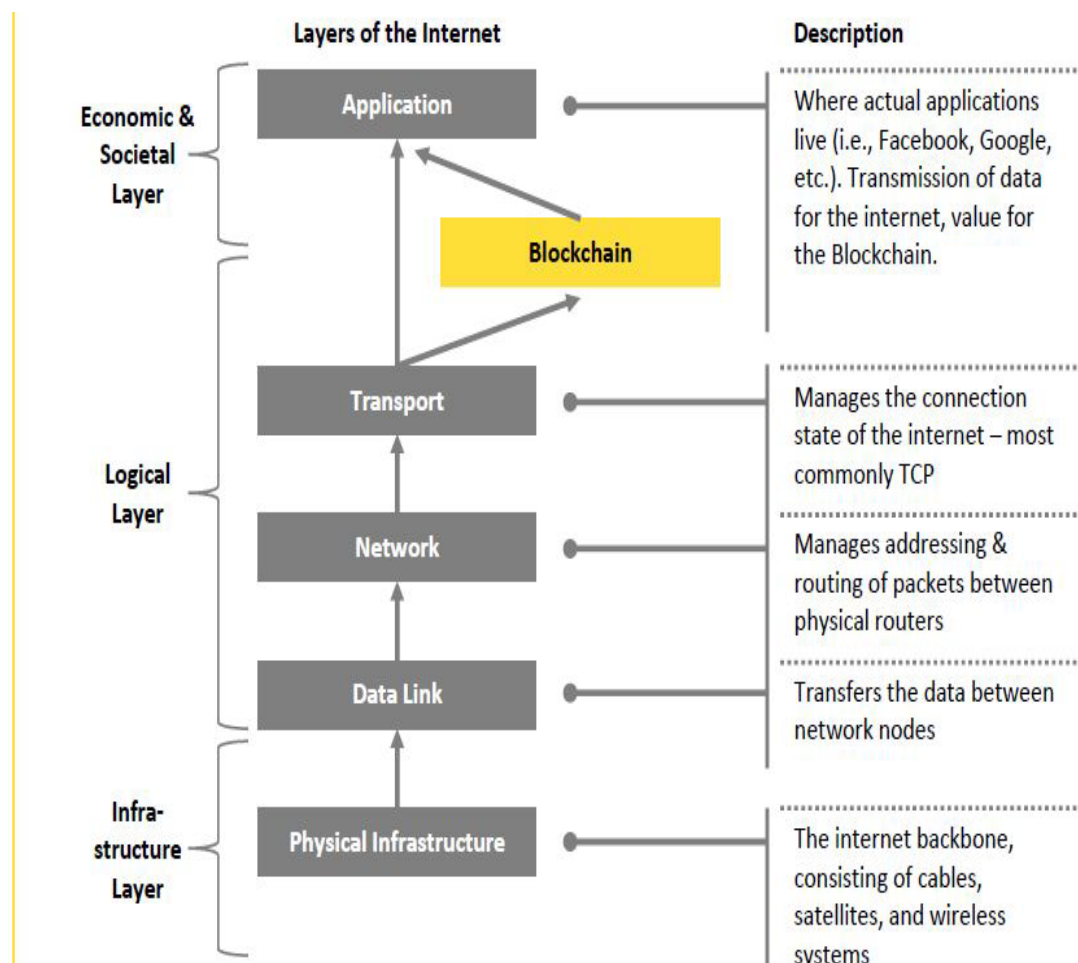 Layers of the Internet
Description
Economic &
Societal
Layer
Application
Where actual applications
live (i.e., Facebook, Google,
etc.). Transmission of data
for the internet, value for
the Blockchain.
Blockchain
Logical
Layer
Transport
Manages the connection
state of the internet – most
commonly TCP
Network
Manages addressing &
routing of packets between
physical routers
Data Link
Transfers the data between
network nodes
Infra-
structure
Layer
Physical Infrastructure
The internet backbone,
consisting of cables,
satellites, and wireless
systems